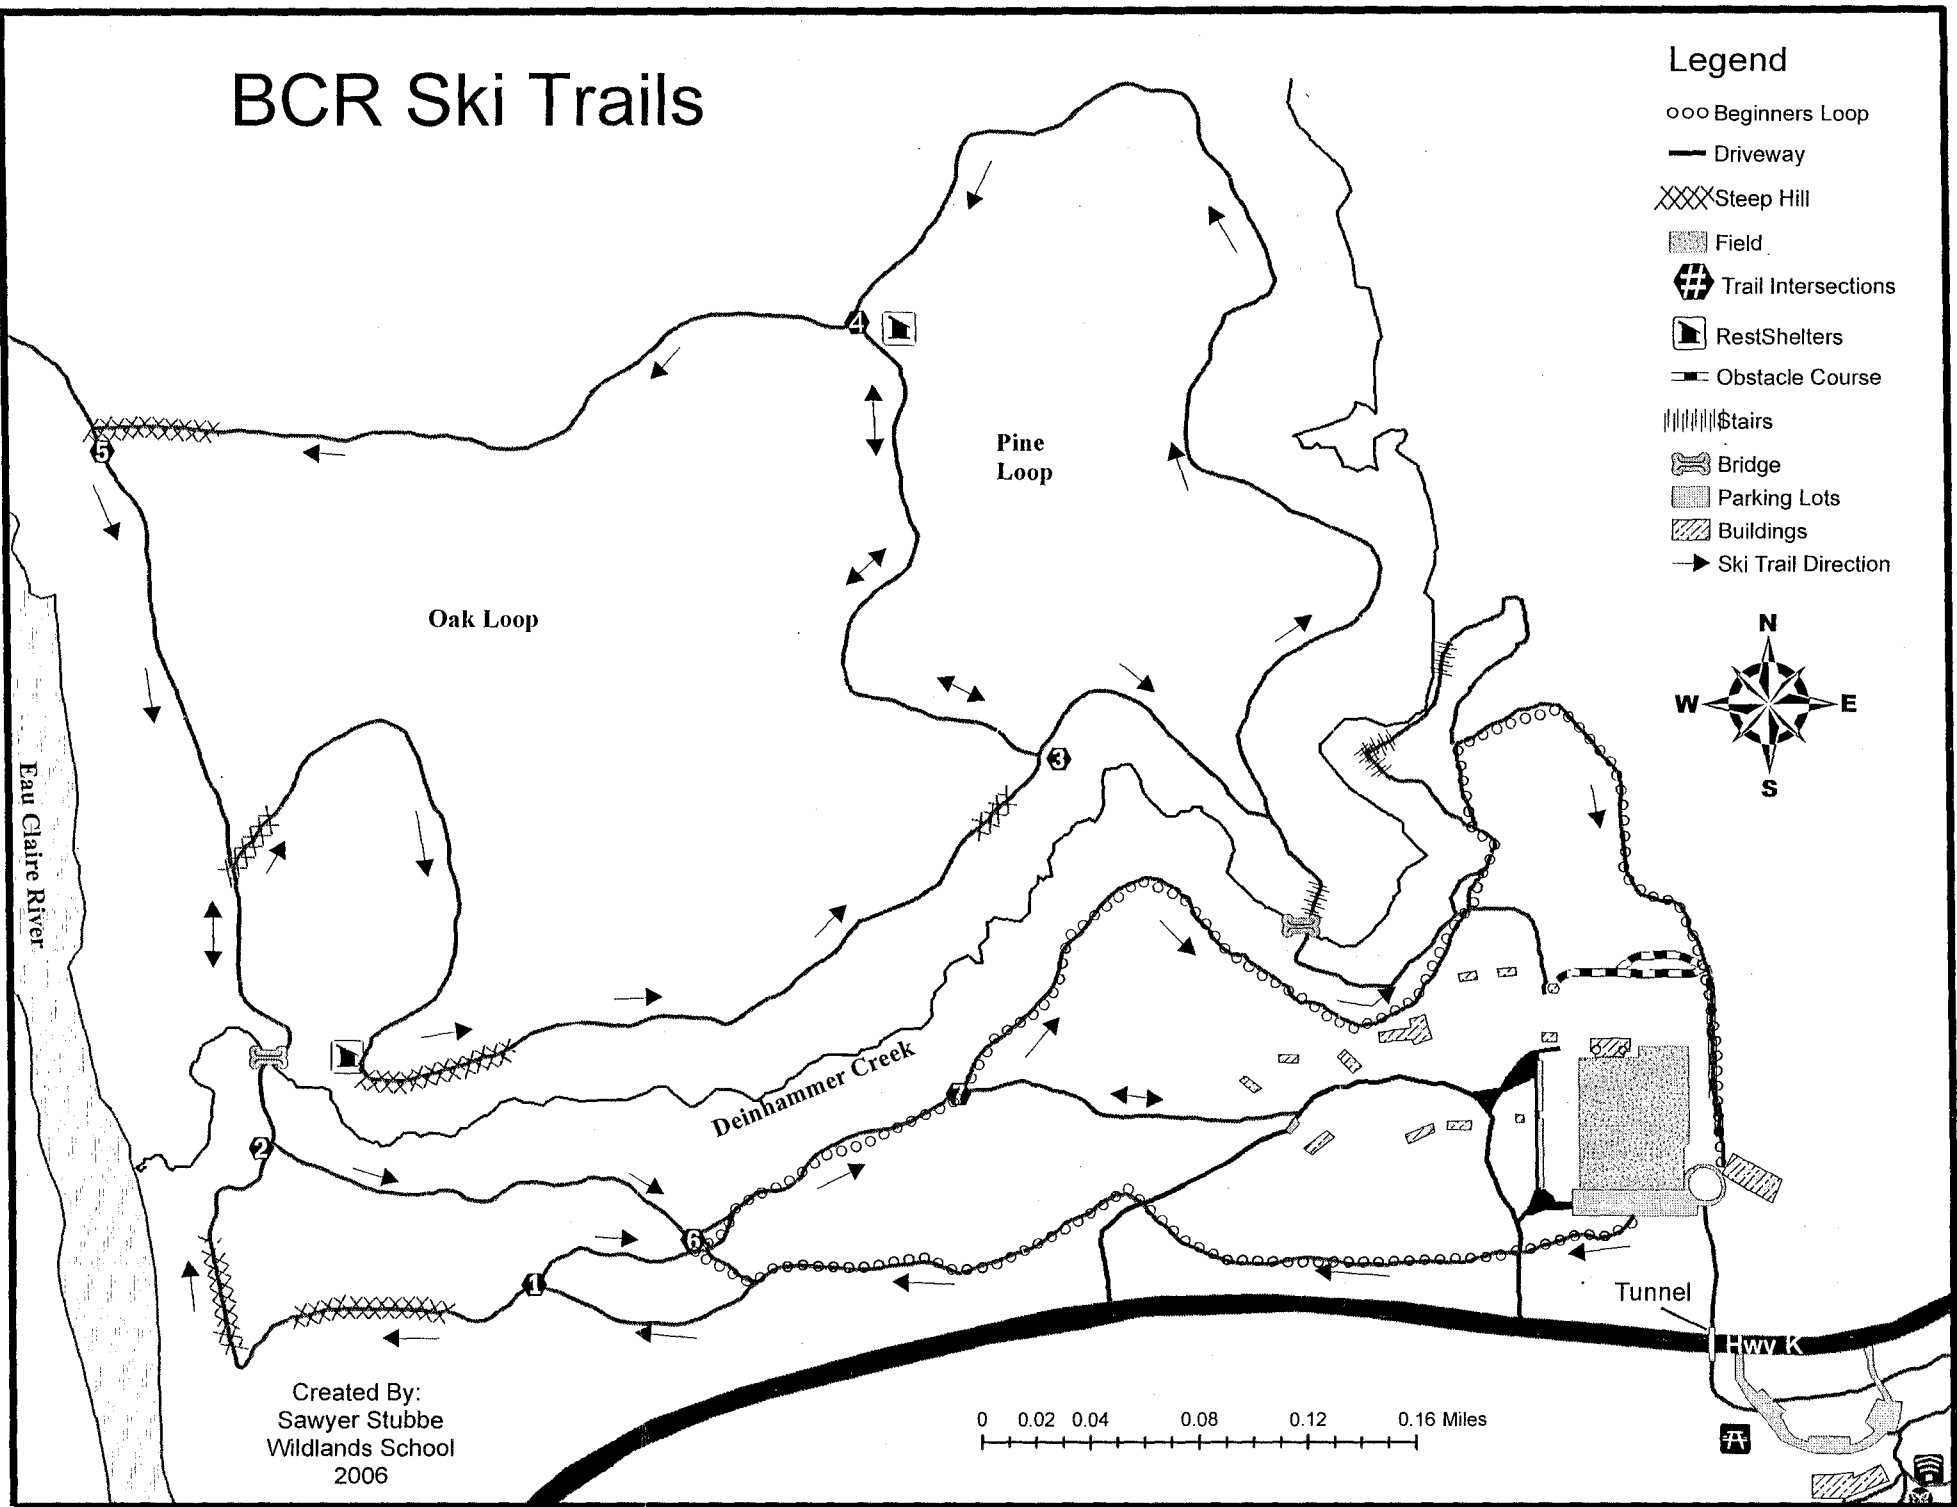 BCR Ski Trails
Legend
Beginners Loop
Driveway
Steep Hill
Field
# Trail Intersections
RestShelters
Obstacle Course
Stairs
Bridge
Parking Lots
Buildings
Ski Trail Direction
N
W E
S
4
5
Pine
Loop
Oak Loop
3
Eau Claire River
Deinhammer Creek
7
2
6
1
Tunnel
Hwy K
Created By:
Sawyer Stubbe
Wildlands School
2006
0 0.02 0.04 0.08 0.12 0.16 Miles